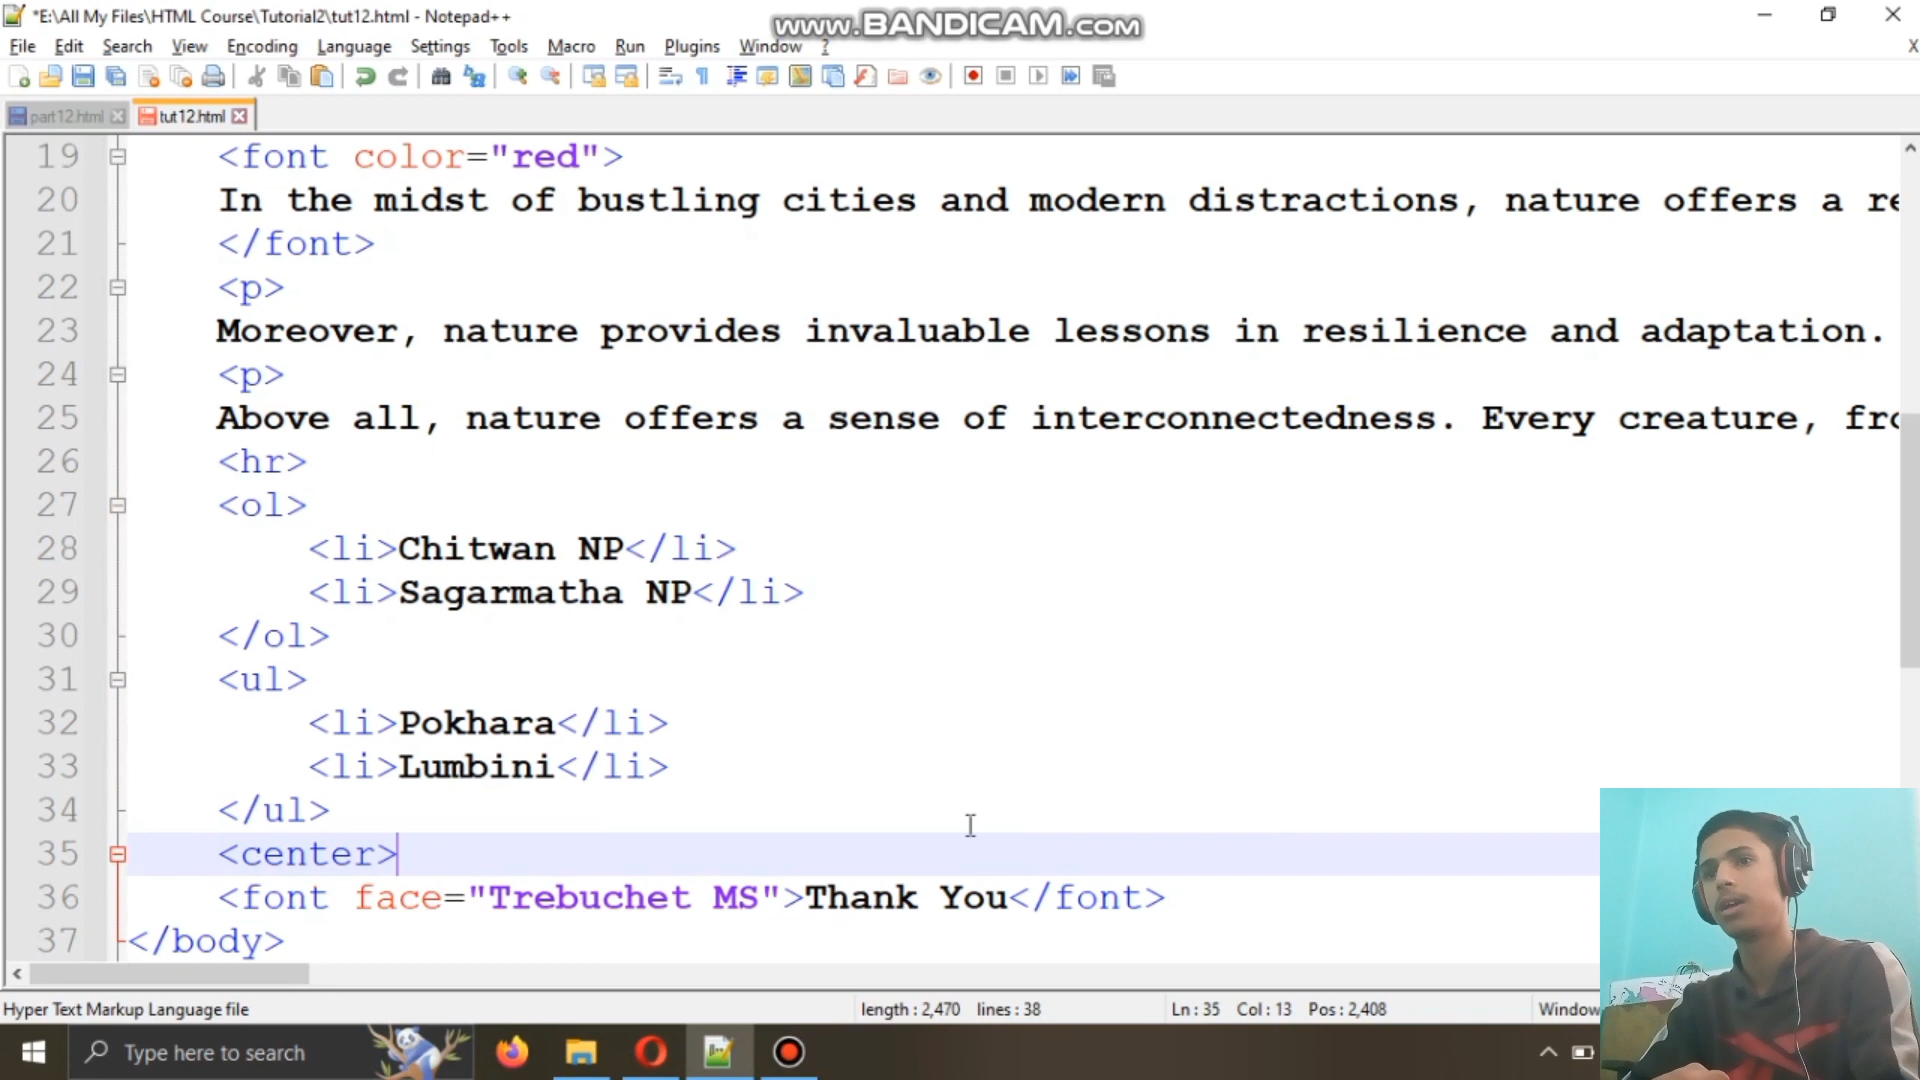 *E:\All My Files\HTML Course\Tutorial2\tut12.html - Notepad++
www.BANDICAM.com
File Edit Search View Encoding Language Settings Tools Macro Run Plugins Window ?
part12.html tut12.html
19 <font color="red">
20 In the midst of bustling cities and modern distractions, nature offers a re
21 </font>
22 <p>
23 Moreover, nature provides invaluable lessons in resilience and adaptation.
24 <p>
25 Above all, nature offers a sense of interconnectedness. Every creature, fro
26 <hr>
27 <ol>
28 <li>Chitwan NP</li>
29 <li>Sagarmatha NP</li>
30 </ol>
31 <ul>
32 <li>Pokhara</li>
33 <li>Lumbini</li>
34 </ul>
35 <center>
36 <font face="Trebuchet MS">Thank You</font>
37 </body>
Hyper Text Markup Language file length : 2,470 lines : 38 Ln : 35 Col : 13 Pos : 2,408 Window
Type here to search